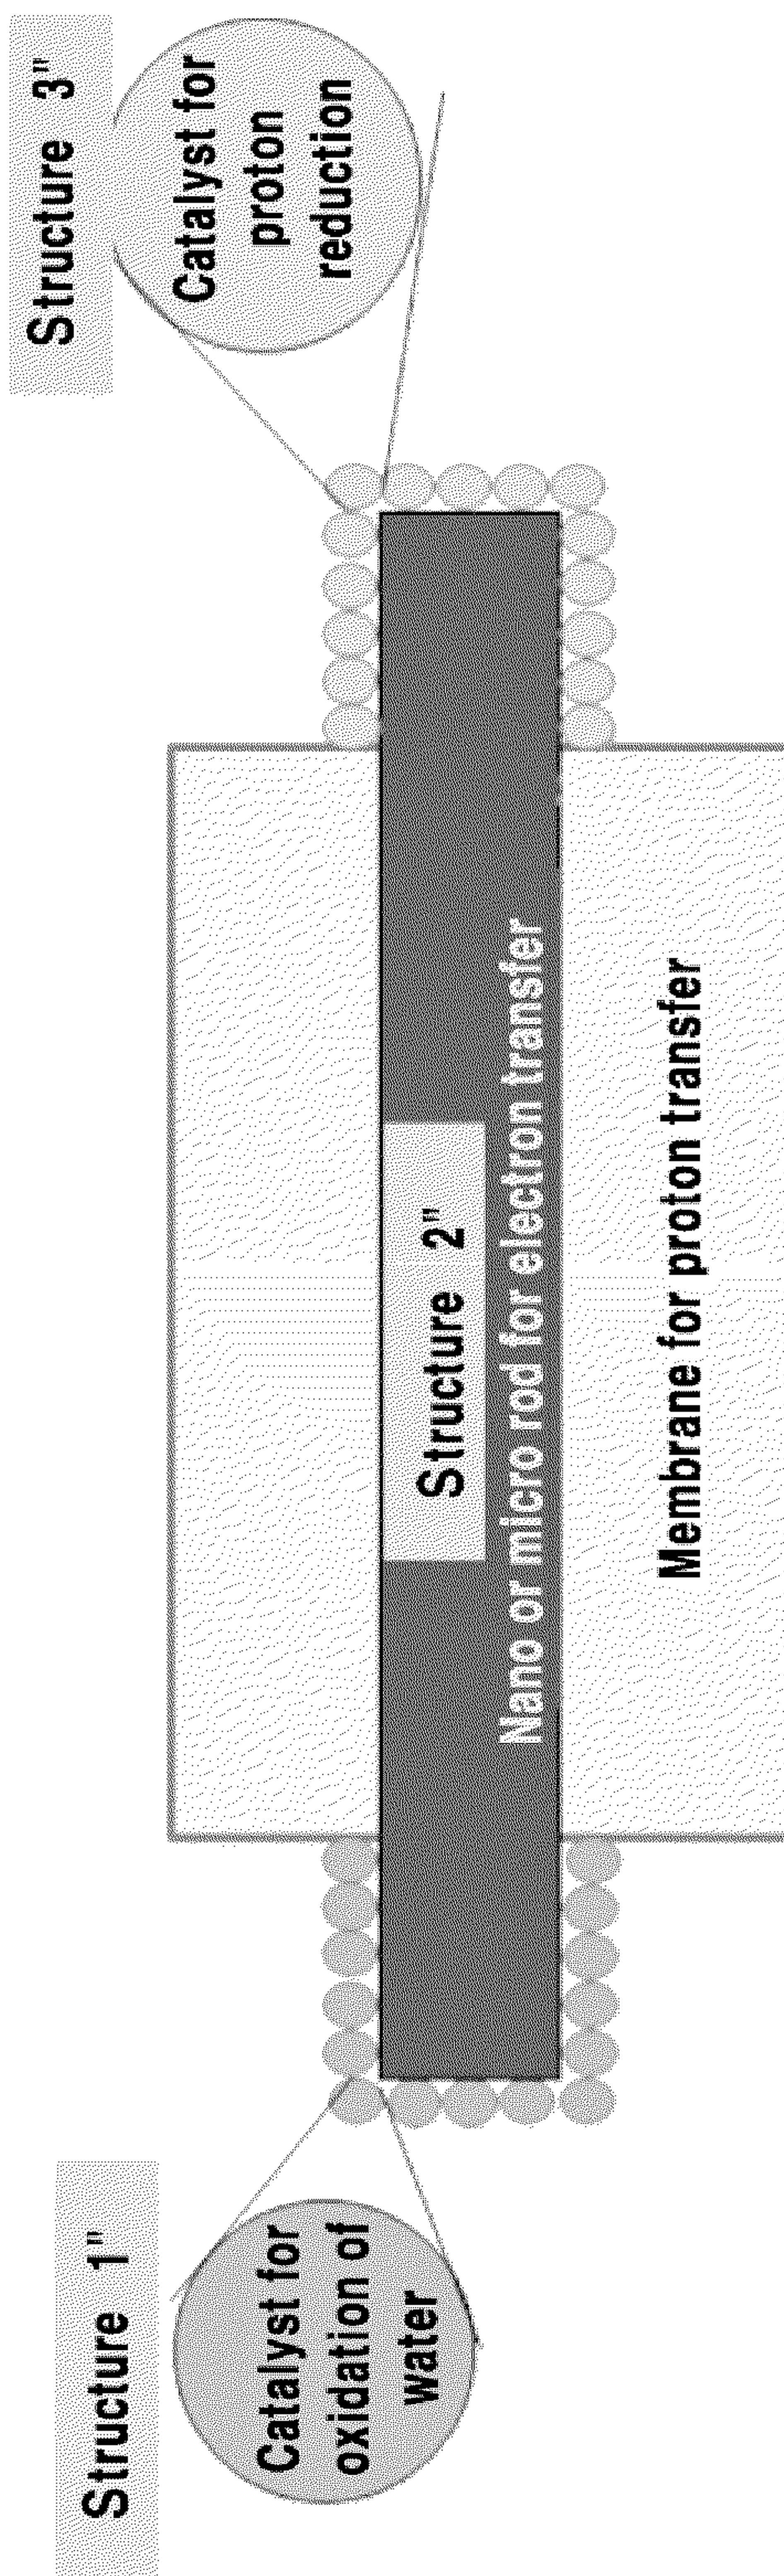 Structure 1"
Catalyst for
oxidation of
water
Structure 2"
Nano or micro rod for electron transfer
Membrane for proton transfer
Structure 3"
Catalyst for
proton
reduction